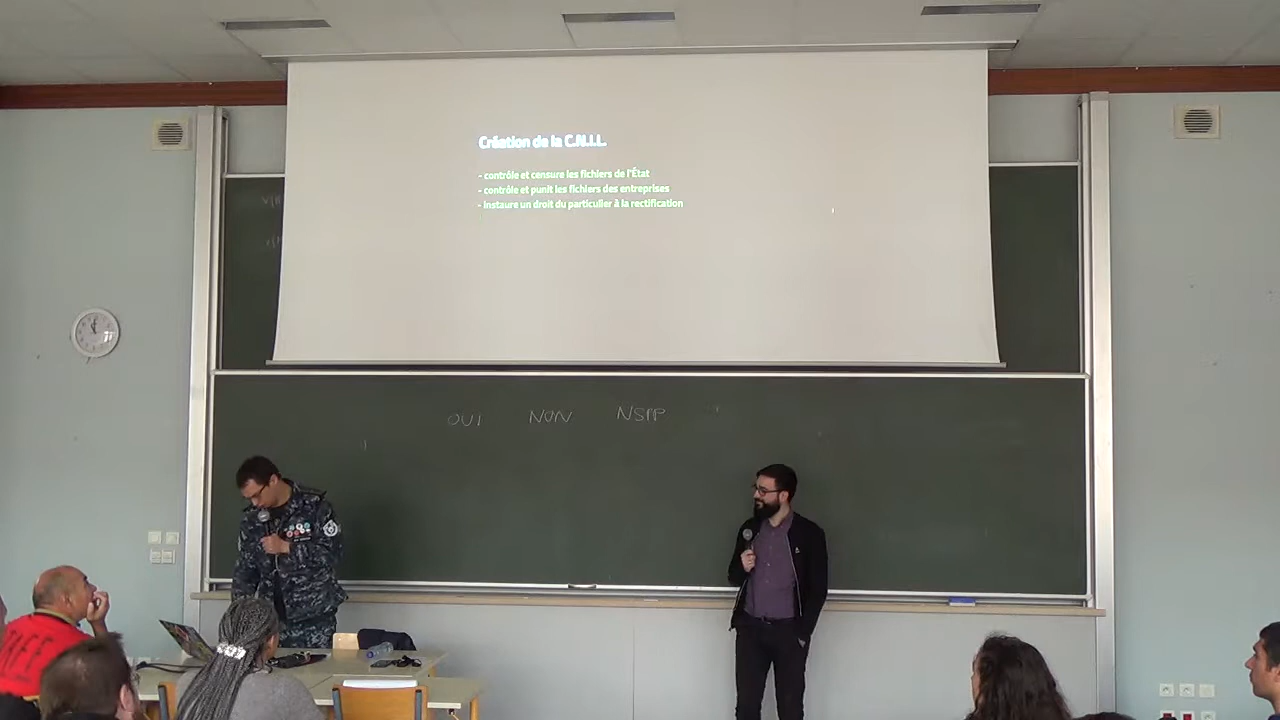 Création de la C.N.I.L.
- contrôle et censure les fichiers de l'État
- contrôle et punit les fichiers des entreprises
- instaure un droit du particulier à la rectification
OUI NON NSPP